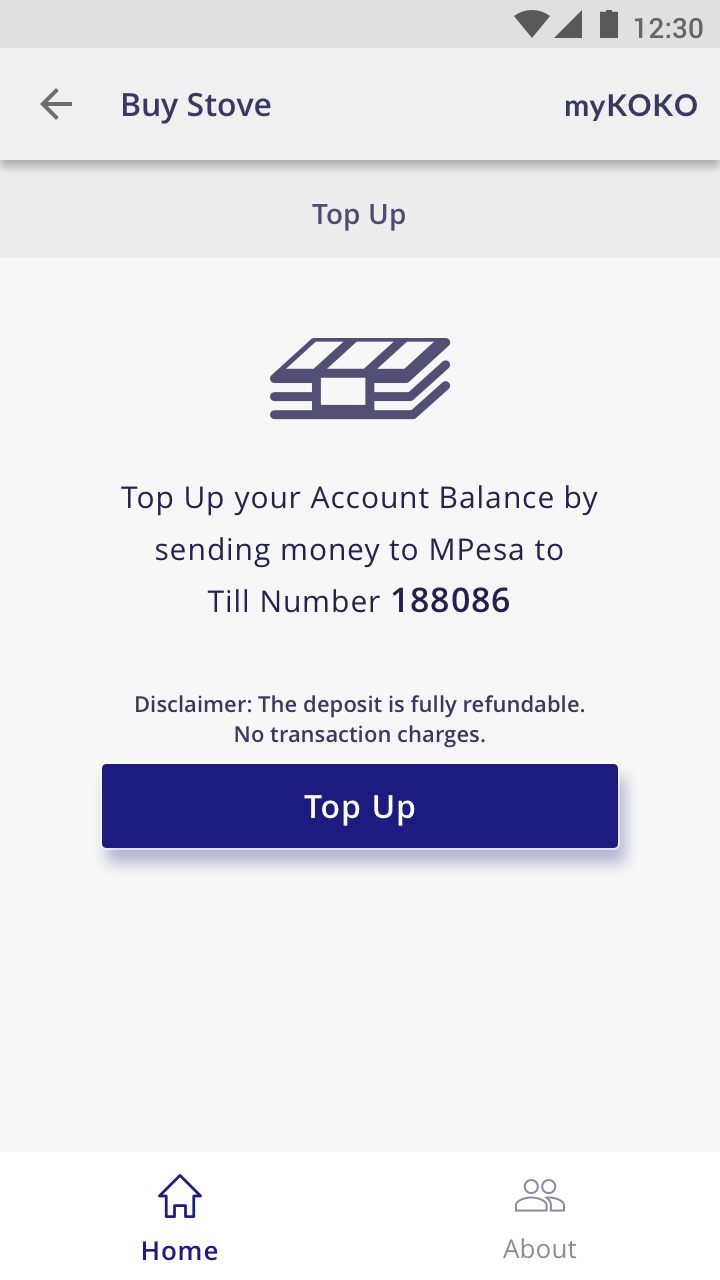 12:30
Buy Stove
myKOKO
Top Up
Top Up your Account Balance by
sending money to MPesa to
Till Number 188086
Disclaimer: The deposit is fully refundable.
No transaction charges.
Top Up
Home
About